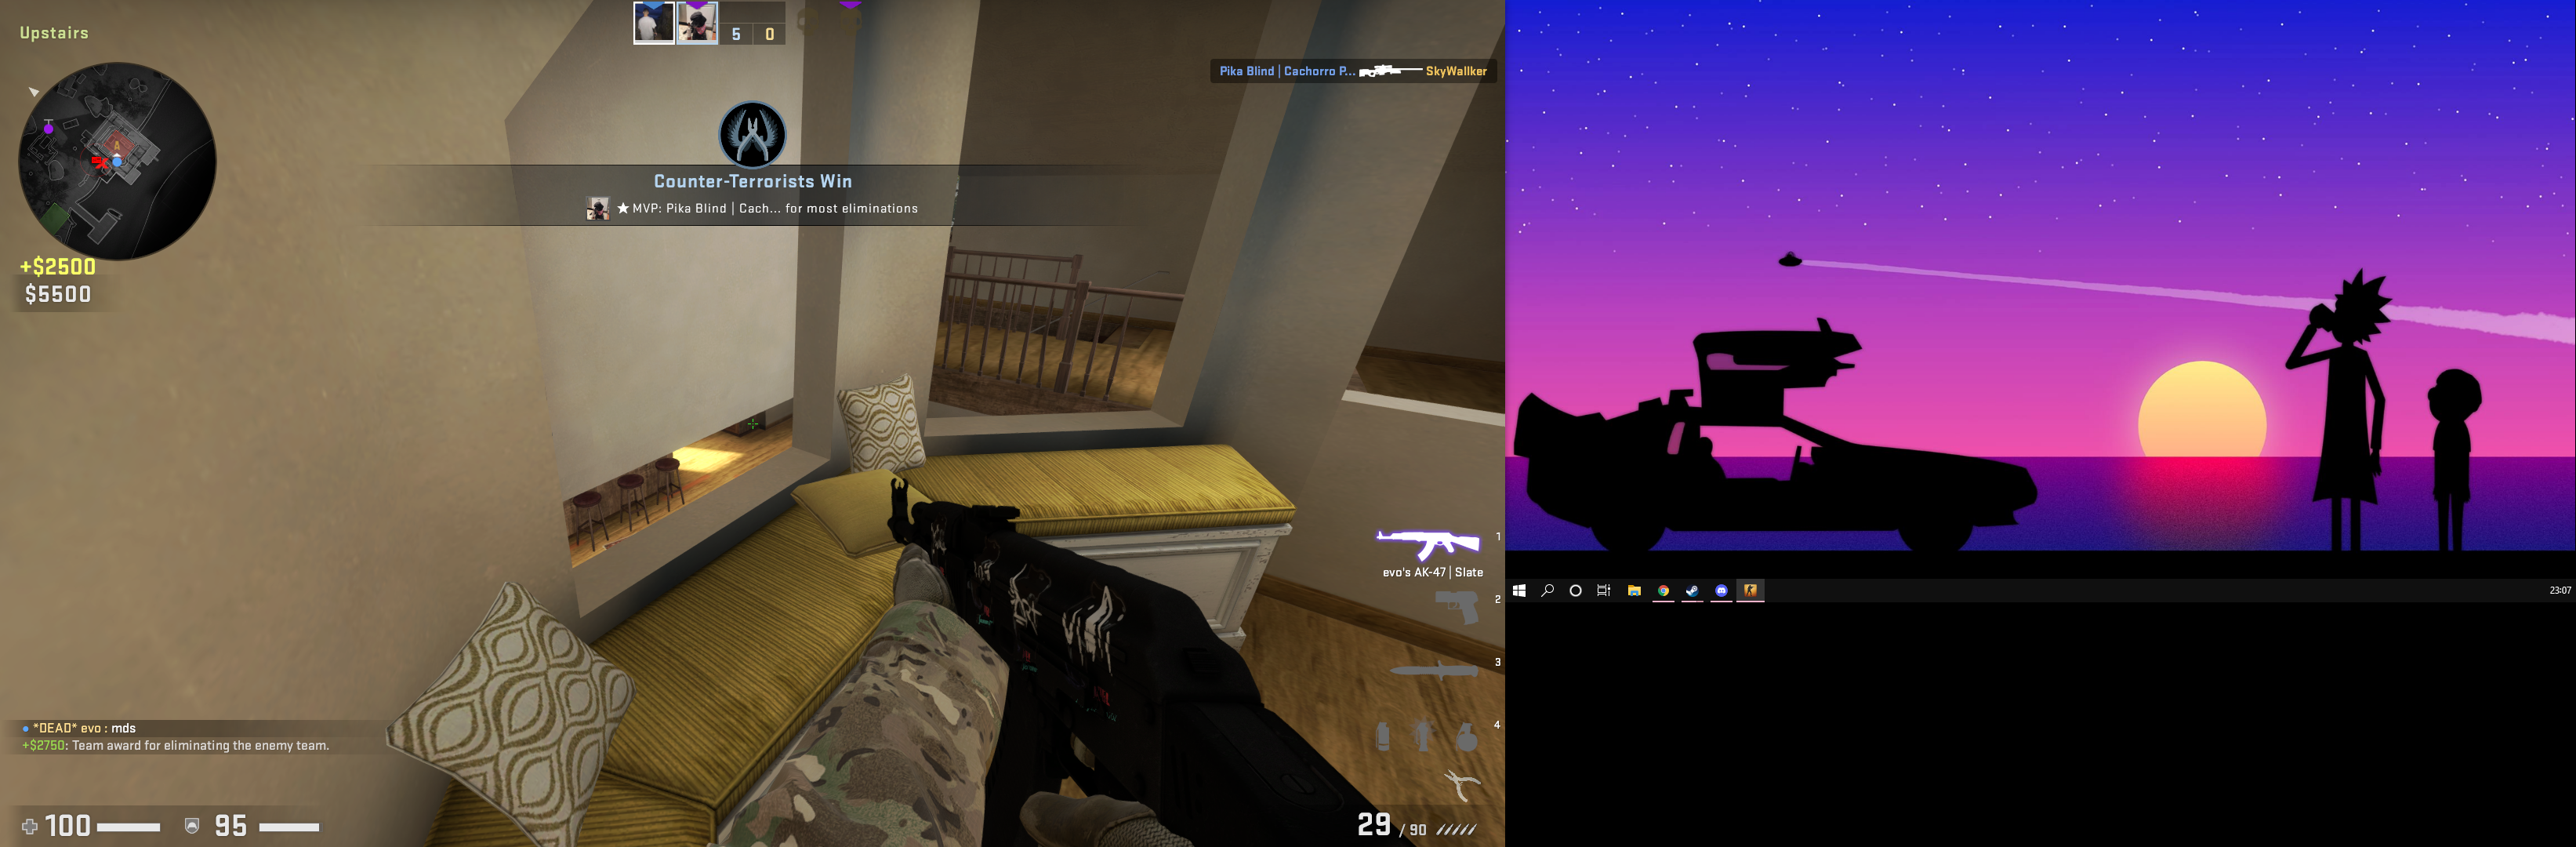 Upstairs
5 0
Pika Blind | Cachorro P... SkyWallker
A
Counter-Terrorists Win
★ MVP: Pika Blind | Cach... for most eliminations
+$2500
$5500
1
evo's AK-47 | Slate
2
3
4
*DEAD* evo : mds
+$2750: Team award for eliminating the enemy team.
100 95
29 / 90
23:07